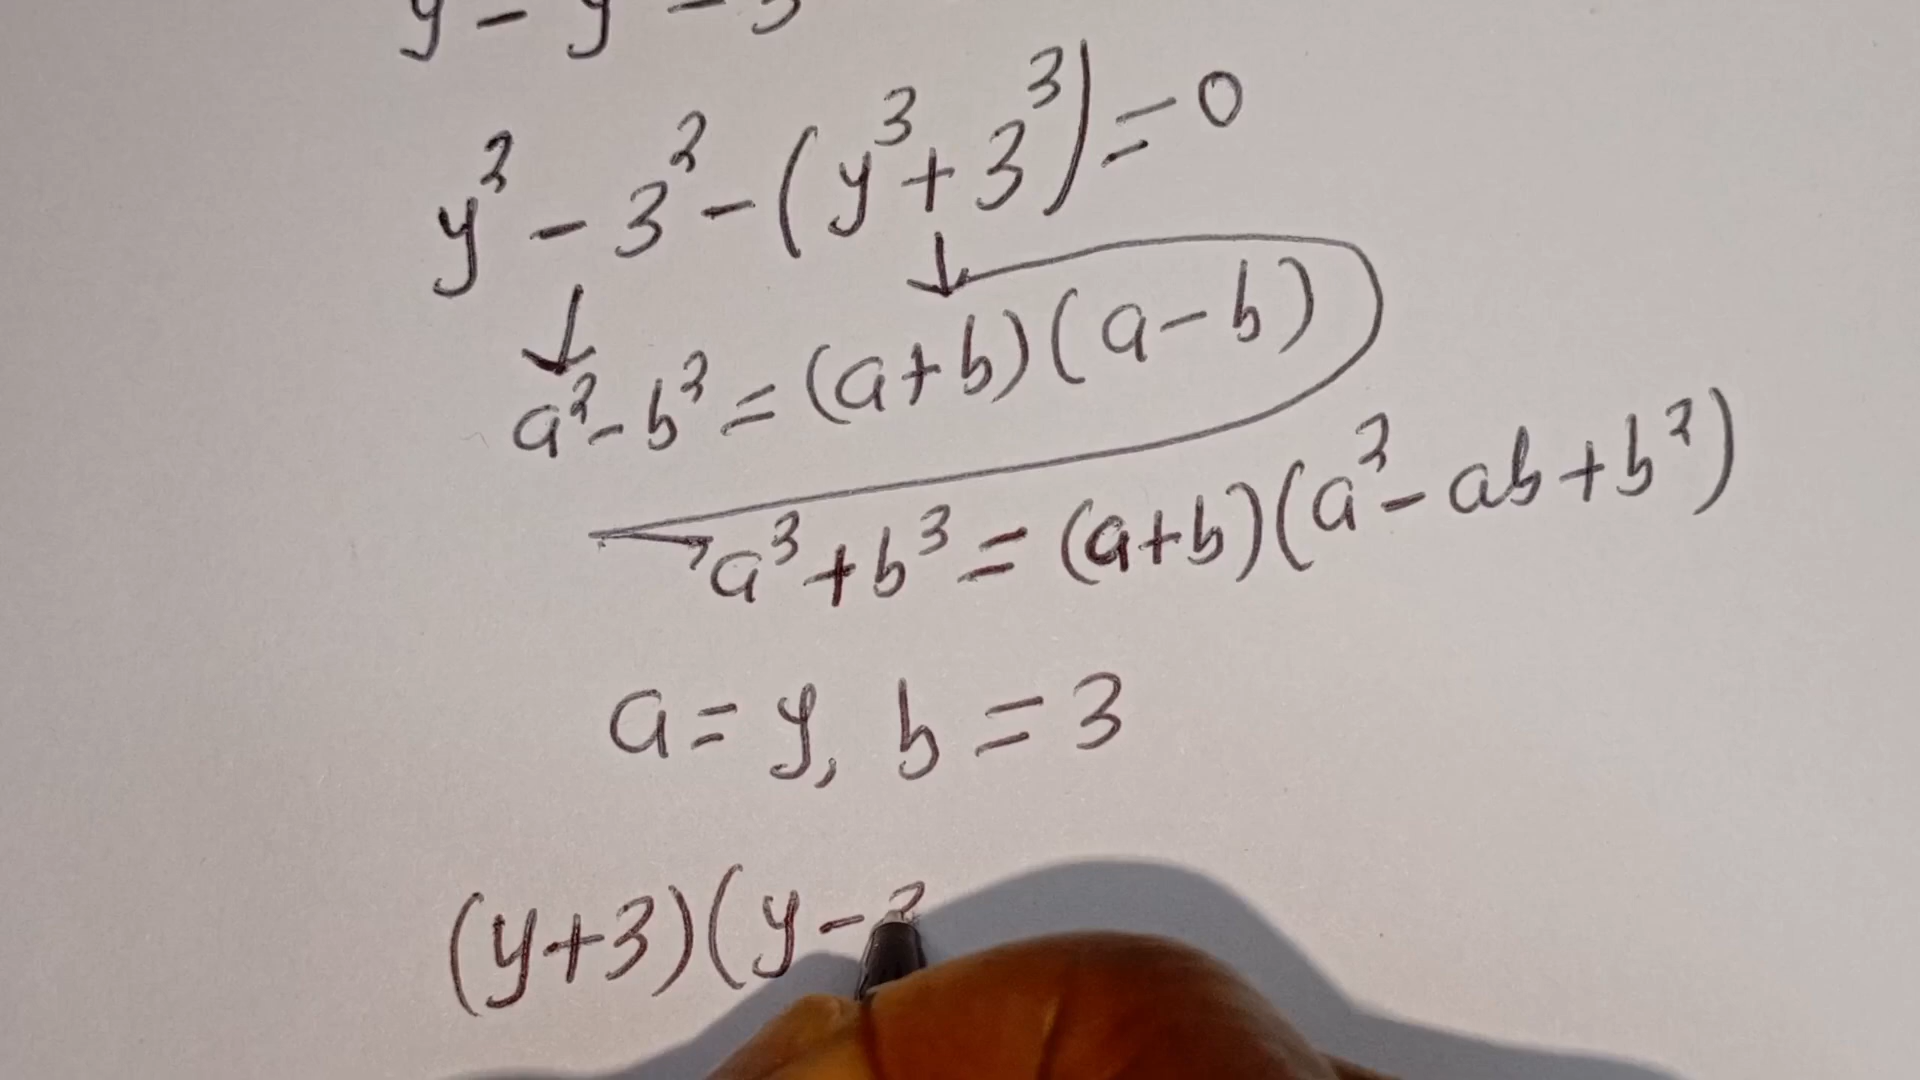 y² - 3² - (y³ + 3³) = 0
a² - b² = (a+b)(a-b)
a³ + b³ = (a+b)(a² - ab + b²)
a = y, b = 3
(y+3)(y -